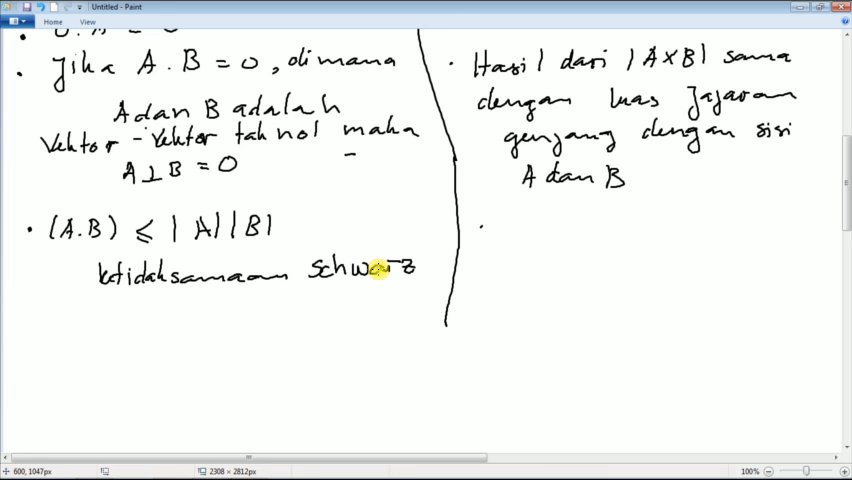 Untitled - Paint
Home View
Jika A . B = 0 , dimana
A dan B adalah
Vektor - Vektor tak nol maka
A ⊥ B = 0
(A.B) ≤ |A| |B|
ketidaksamaan Schwarz
Hasil dari |A×B| sama
dengan luas Jajaran
genjang dengan sisi
A dan B
600, 1047px 2308 × 2812px 100%